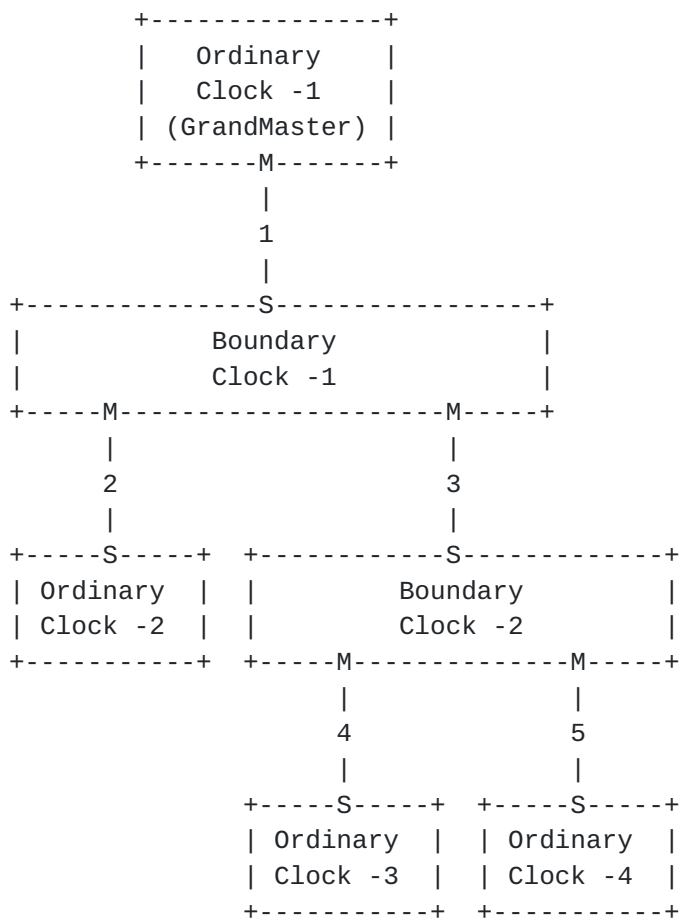 +---------------+
|   Ordinary    |
|   Clock -1    |
| (GrandMaster) |
+-------M-------+
|
1
|
+---------------S-----------------+
|            Boundary             |
|            Clock -1             |
+-----M---------------------M-----+
|                     |
2                     3
|                     |
+-----S-----+  +------------S-------------+
| Ordinary  |  |         Boundary         |
| Clock -2  |  |         Clock -2         |
+-----------+  +-----M--------------M-----+
|              |
4              5
|              |
+-----S-----+  +-----S-----+
| Ordinary  |  | Ordinary  |
| Clock -3  |  | Clock -4  |
+-----------+  +-----------+